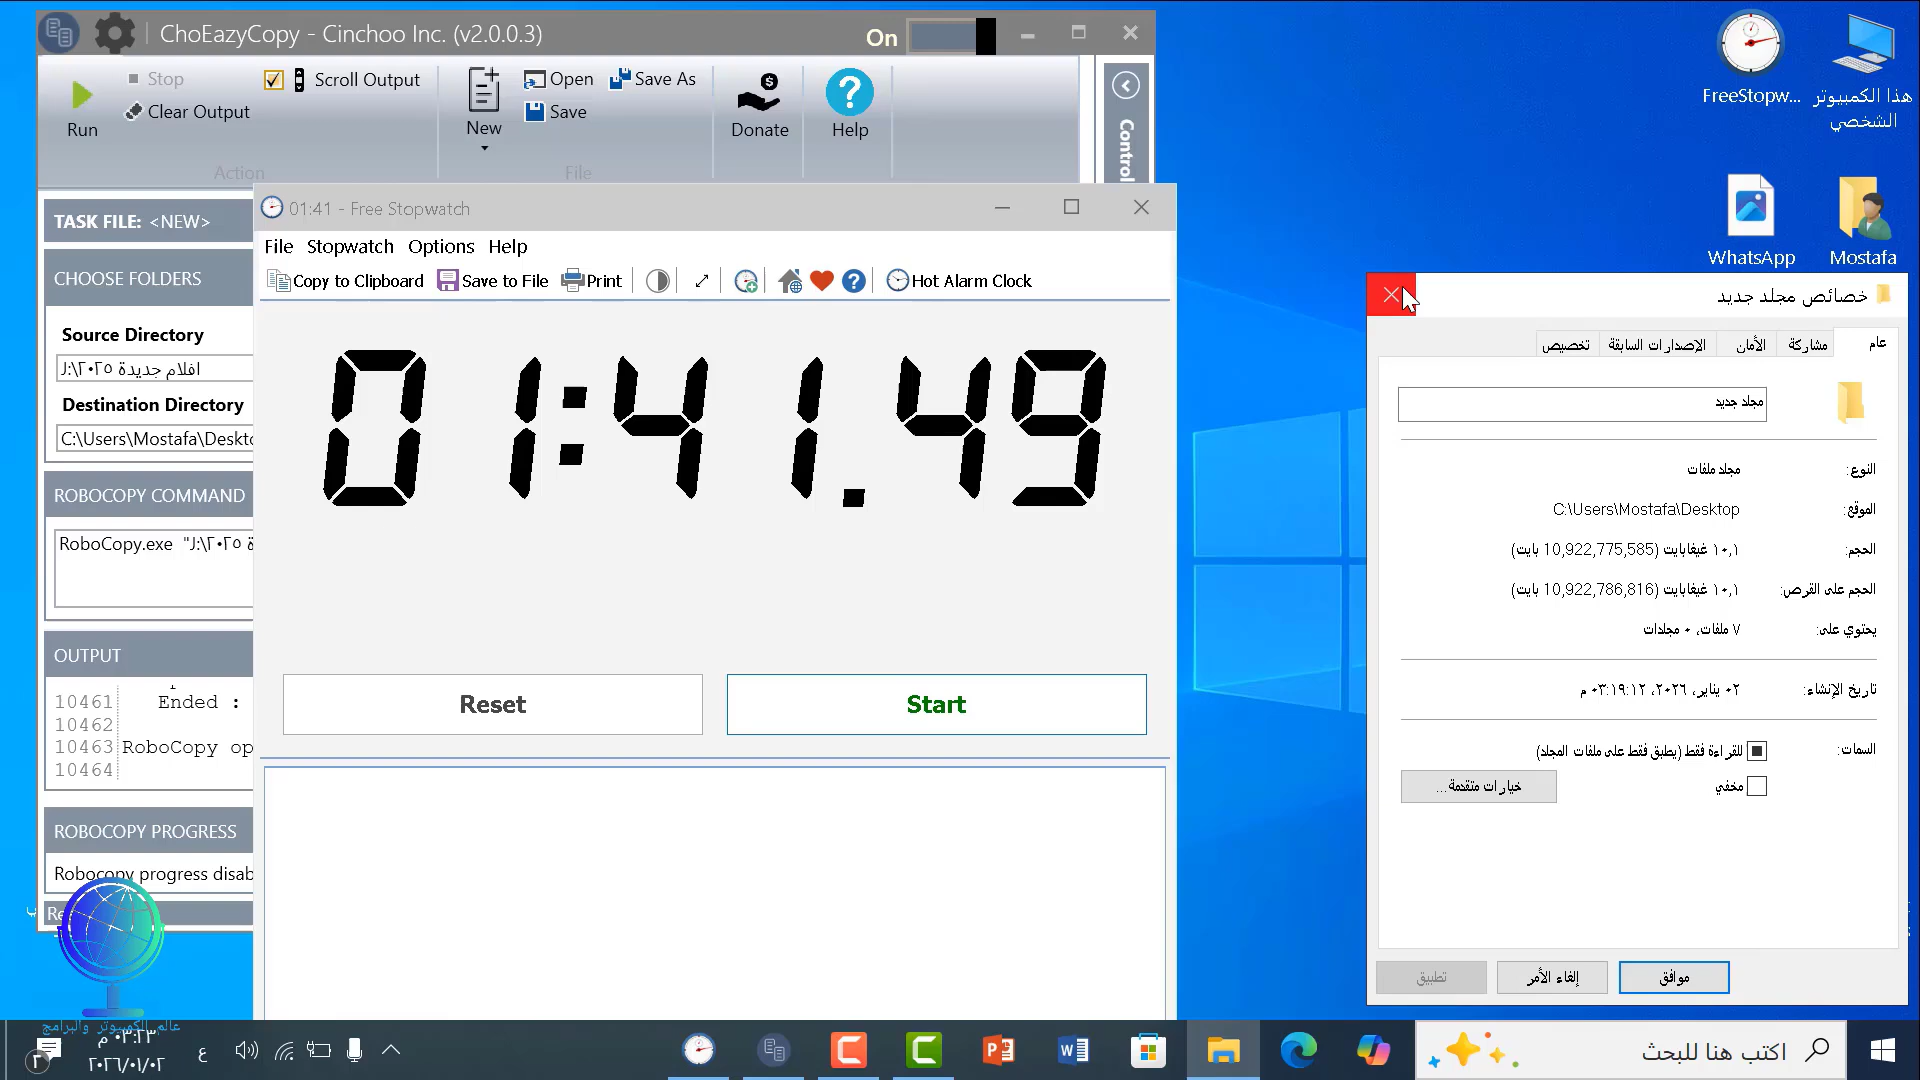 ChoEazyCopy - Cinchoo Inc. (v2.0.0.3)
On
Run
Stop
Clear Output
Scroll Output
Action
New
Open
Save
Save As
File
Donate
Help
Control
TASK FILE: <NEW>
CHOOSE FOLDERS
Source Directory
J:\افلام جديدة ٢٠٢٥
Destination Directory
C:\Users\Mostafa\Deskto
ROBOCOPY COMMAND
OUTPUT
10461 Ended :
10462
10463 RoboCopy op
10464
ROBOCOPY PROGRESS
Robocopy progress disab
Re
01:41 - Free Stopwatch
File Stopwatch Options Help
Copy to Clipboard Save to File Print Hot Alarm Clock
01:41.49
Reset Start
FreeStopw...
هذا الكمبيوتر الشخصي
WhatsApp
Mostafa
خصائص مجلد جديد
عام مشاركة الأمان الإصدارات السابقة تخصيص
مجلد جديد
النوع: مجلد ملفات
الموقع: C:\Users\Mostafa\Desktop
الحجم: ١٠,١ غيغابايت (10,922,775,585 بايت)
الحجم على القرص: ١٠,١ غيغابايت (10,922,786,816 بايت)
يحتوي على: ٧ ملفات، ٠ مجلدات
تاريخ الإنشاء: ٠٢ يناير، ٢٠٢٦، ٠٣:١٩:١٢ م
السمات: للقراءة فقط (يطبق فقط على ملفات المجلد)
مخفي
خيارات متقدمة...
موافق إلغاء الأمر تطبيق
عالم الكمبيوتر والبرامج
٠٣:٢٣ م
٢٠٢٦/٠١/٠٢
٢
ع
اكتب هنا للبحث